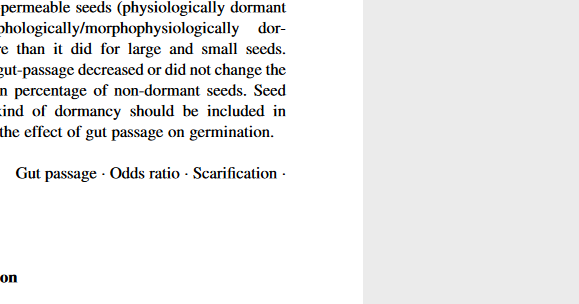 permeable seeds (physiologically dormant
phologically/morphophysiologically dor-
than it did for large and small seeds.
gut-passage decreased or did not change the
percentage of non-dormant seeds. Seed
kind of dormancy should be included in
the effect of gut passage on germination.
Gut passage · Odds ratio · Scarification ·
on